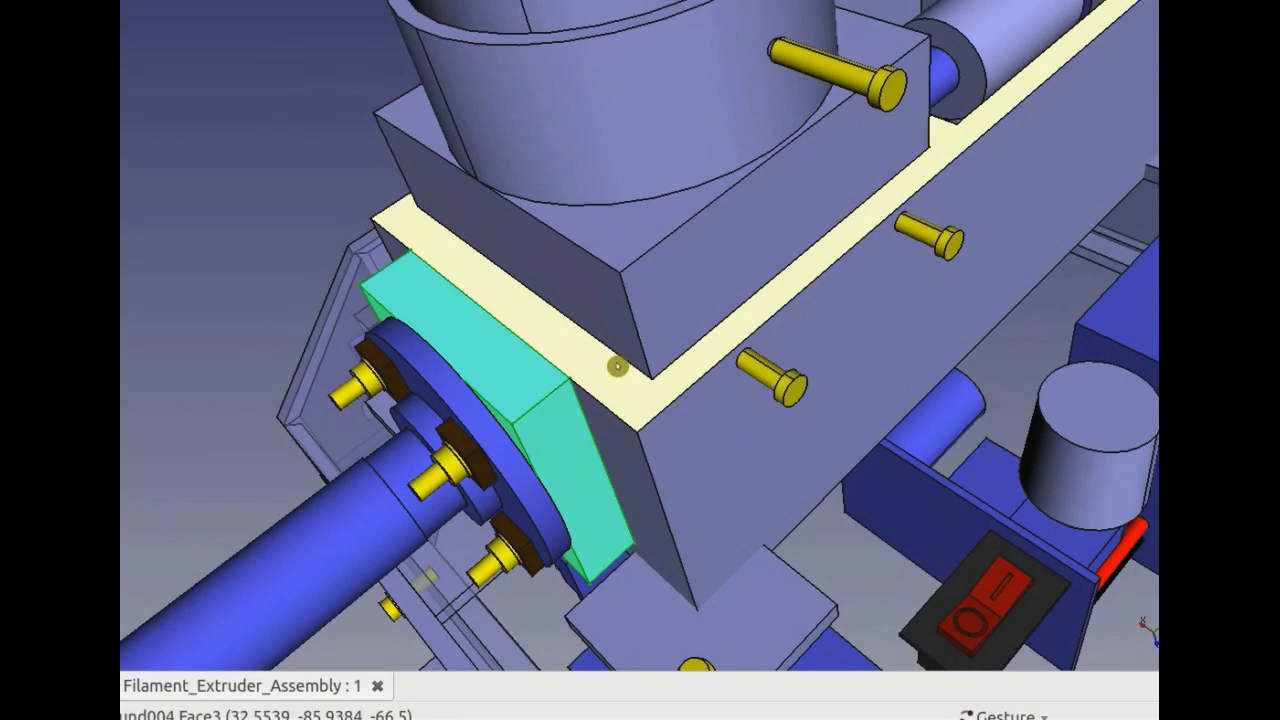 Filament_Extruder_Assembly : 1
und004.Face3 (32.5539, -85.9384, -66.5)
Gesture